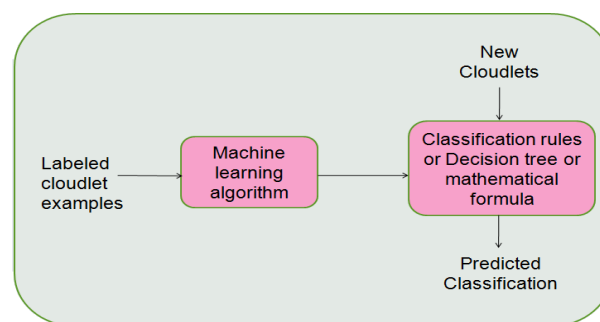 New
Cloudlets
Labeled
cloudlet
examples
Machine
learning
algorithm
Classification rules
or Decision tree or
mathematical
formula
Predicted
Classification